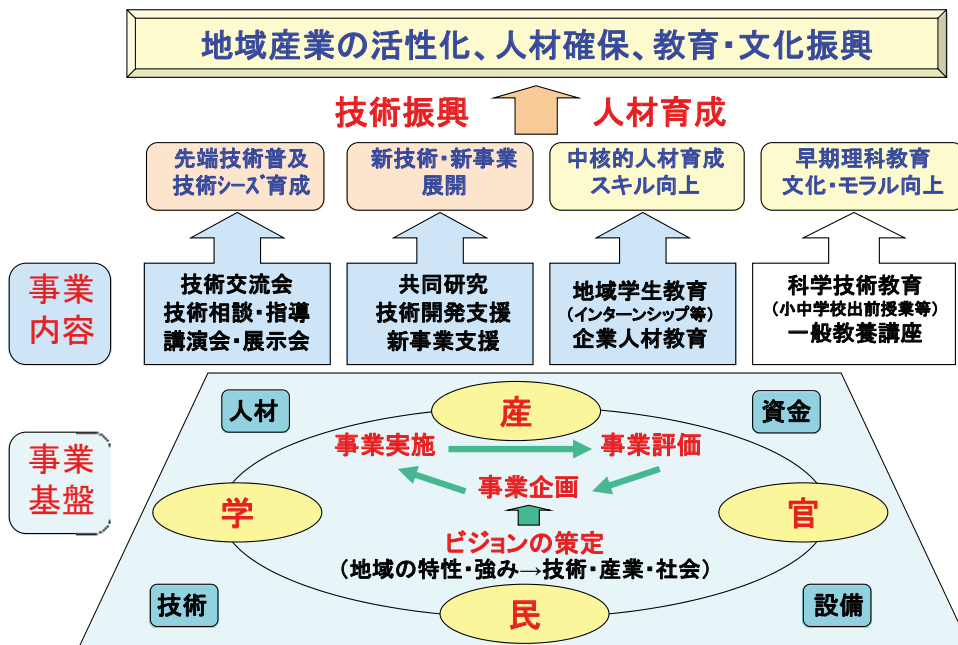 地域産業の活性化、人材確保、教育・文化振興
技術振興
人材育成
先端技術普及
技術ｼｰｽﾞ育成
新技術・新事業
展開
中核的人材育成
スキル向上
早期理科教育
文化・モラル向上
事業
内容
技術交流会
技術相談・指導
講演会・展示会
共同研究
技術開発支援
新事業支援
地域学生教育
(インターンシップ等)
企業人材教育
科学技術教育
(小中学校出前授業等)
一般教養講座
事業
基盤
人材
産
資金
事業実施
事業評価
事業企画
学
官
ビジョンの策定
(地域の特性・強み→技術・産業・社会)
技術
民
設備